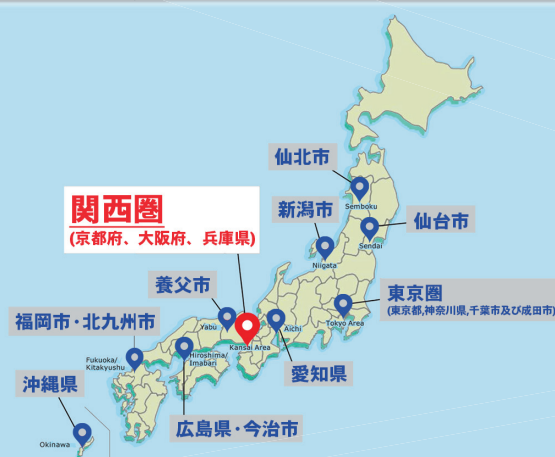 仙北市
Semboku
新潟市
仙台市
Sendai
Niigata
関西圏
(京都府、大阪府、兵庫県)
養父市
Yabu
東京圏
(東京都,神奈川県,千葉市及び成田市)
Tokyo Area
福岡市・北九州市
Aichi
Kansai Area
Fukuoka/
Kitakyushu
Hiroshima/
Imabari
愛知県
沖縄県
広島県・今治市
Okinawa